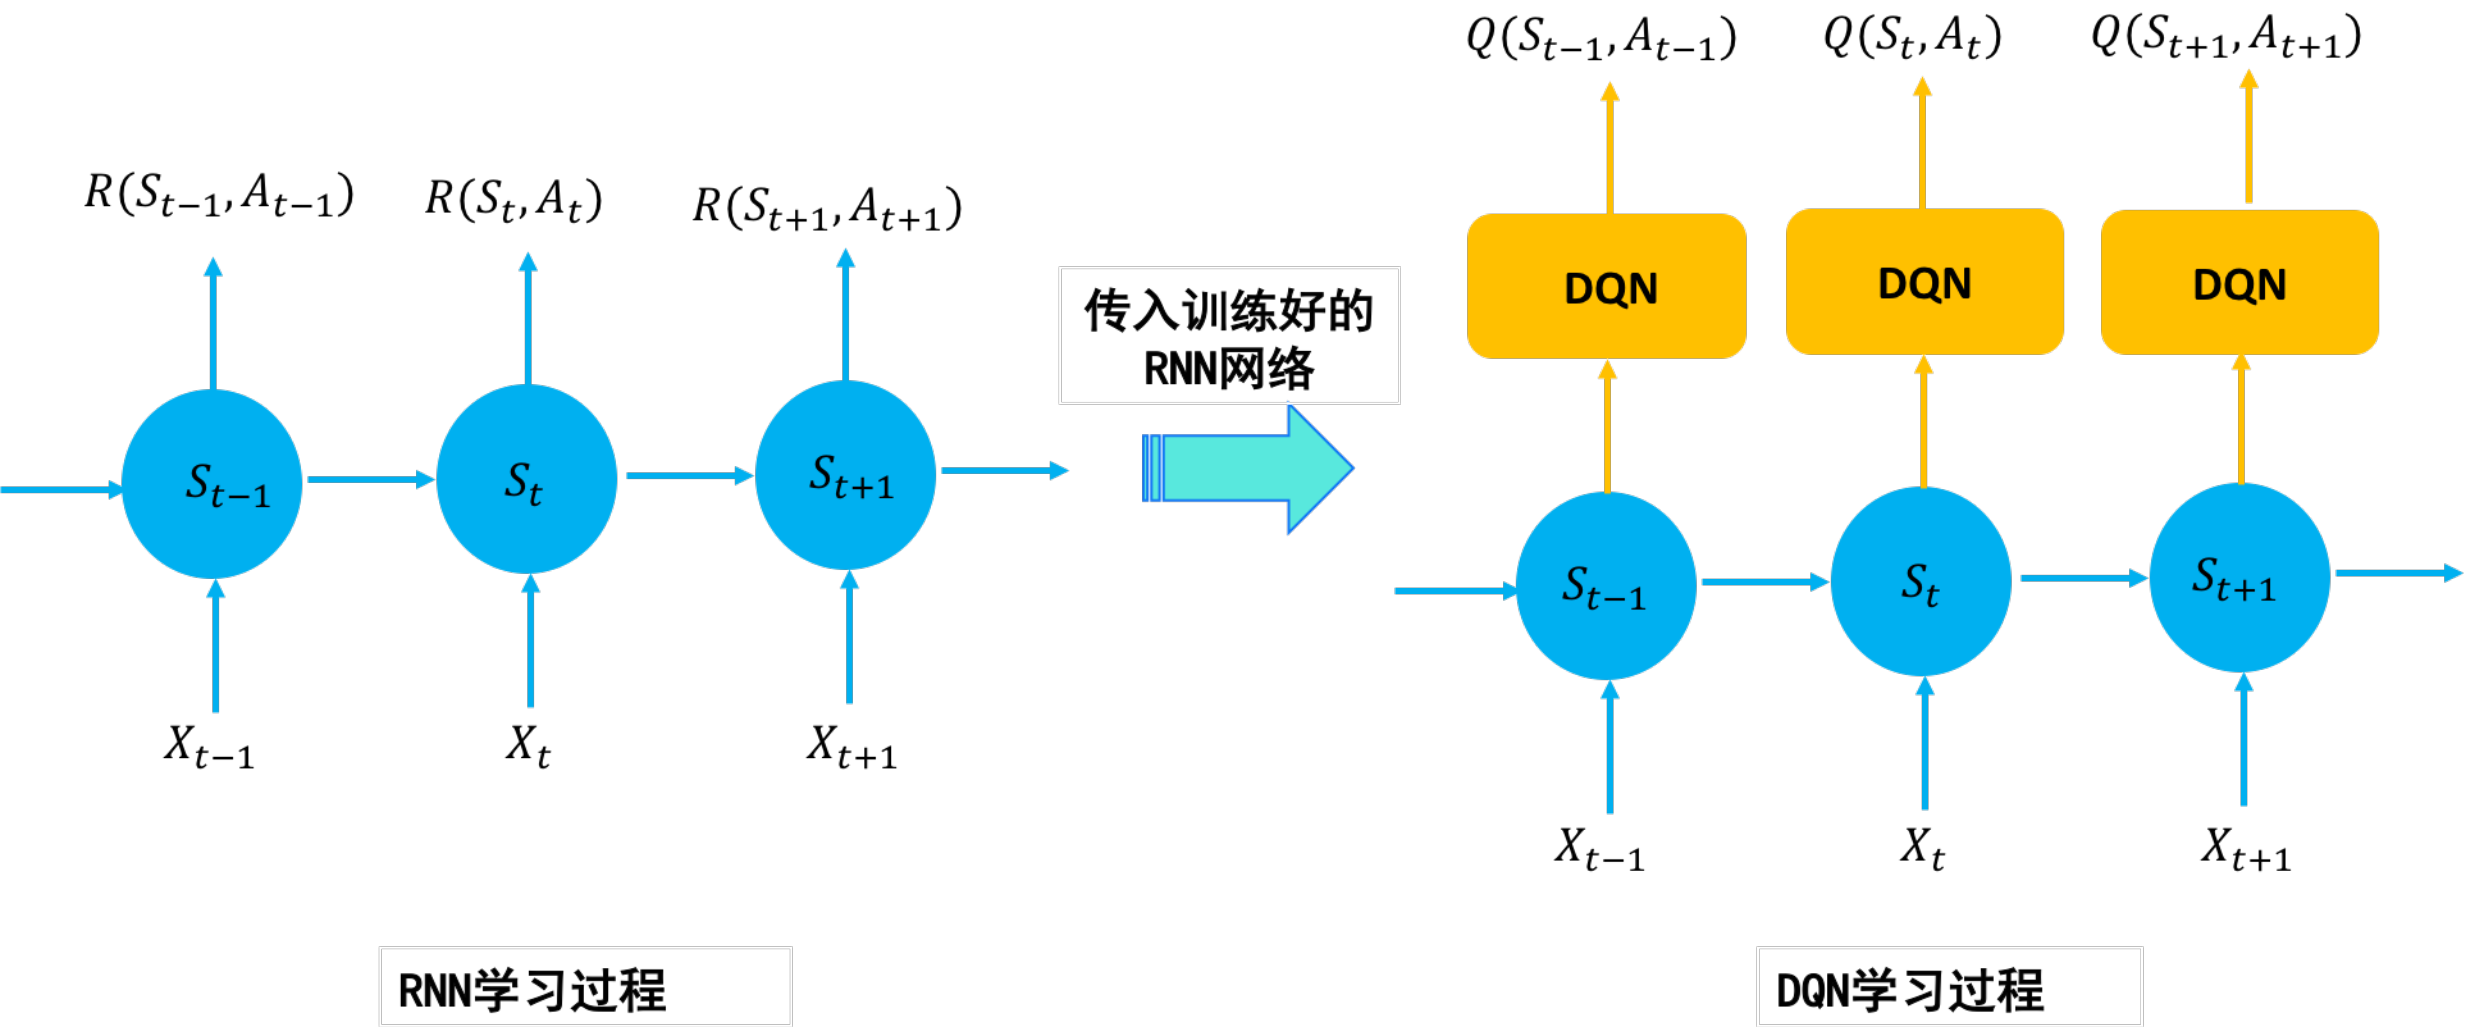 R(S_{t-1}, A_{t-1})
R(S_t, A_t)
R(S_{t+1}, A_{t+1})
S_{t-1}
S_t
S_{t+1}
X_{t-1}
X_t
X_{t+1}
RNN学习过程
传入训练好的
RNN网络
Q(S_{t-1}, A_{t-1})
Q(S_t, A_t)
Q(S_{t+1}, A_{t+1})
DQN
DQN
DQN
S_{t-1}
S_t
S_{t+1}
X_{t-1}
X_t
X_{t+1}
DQN学习过程